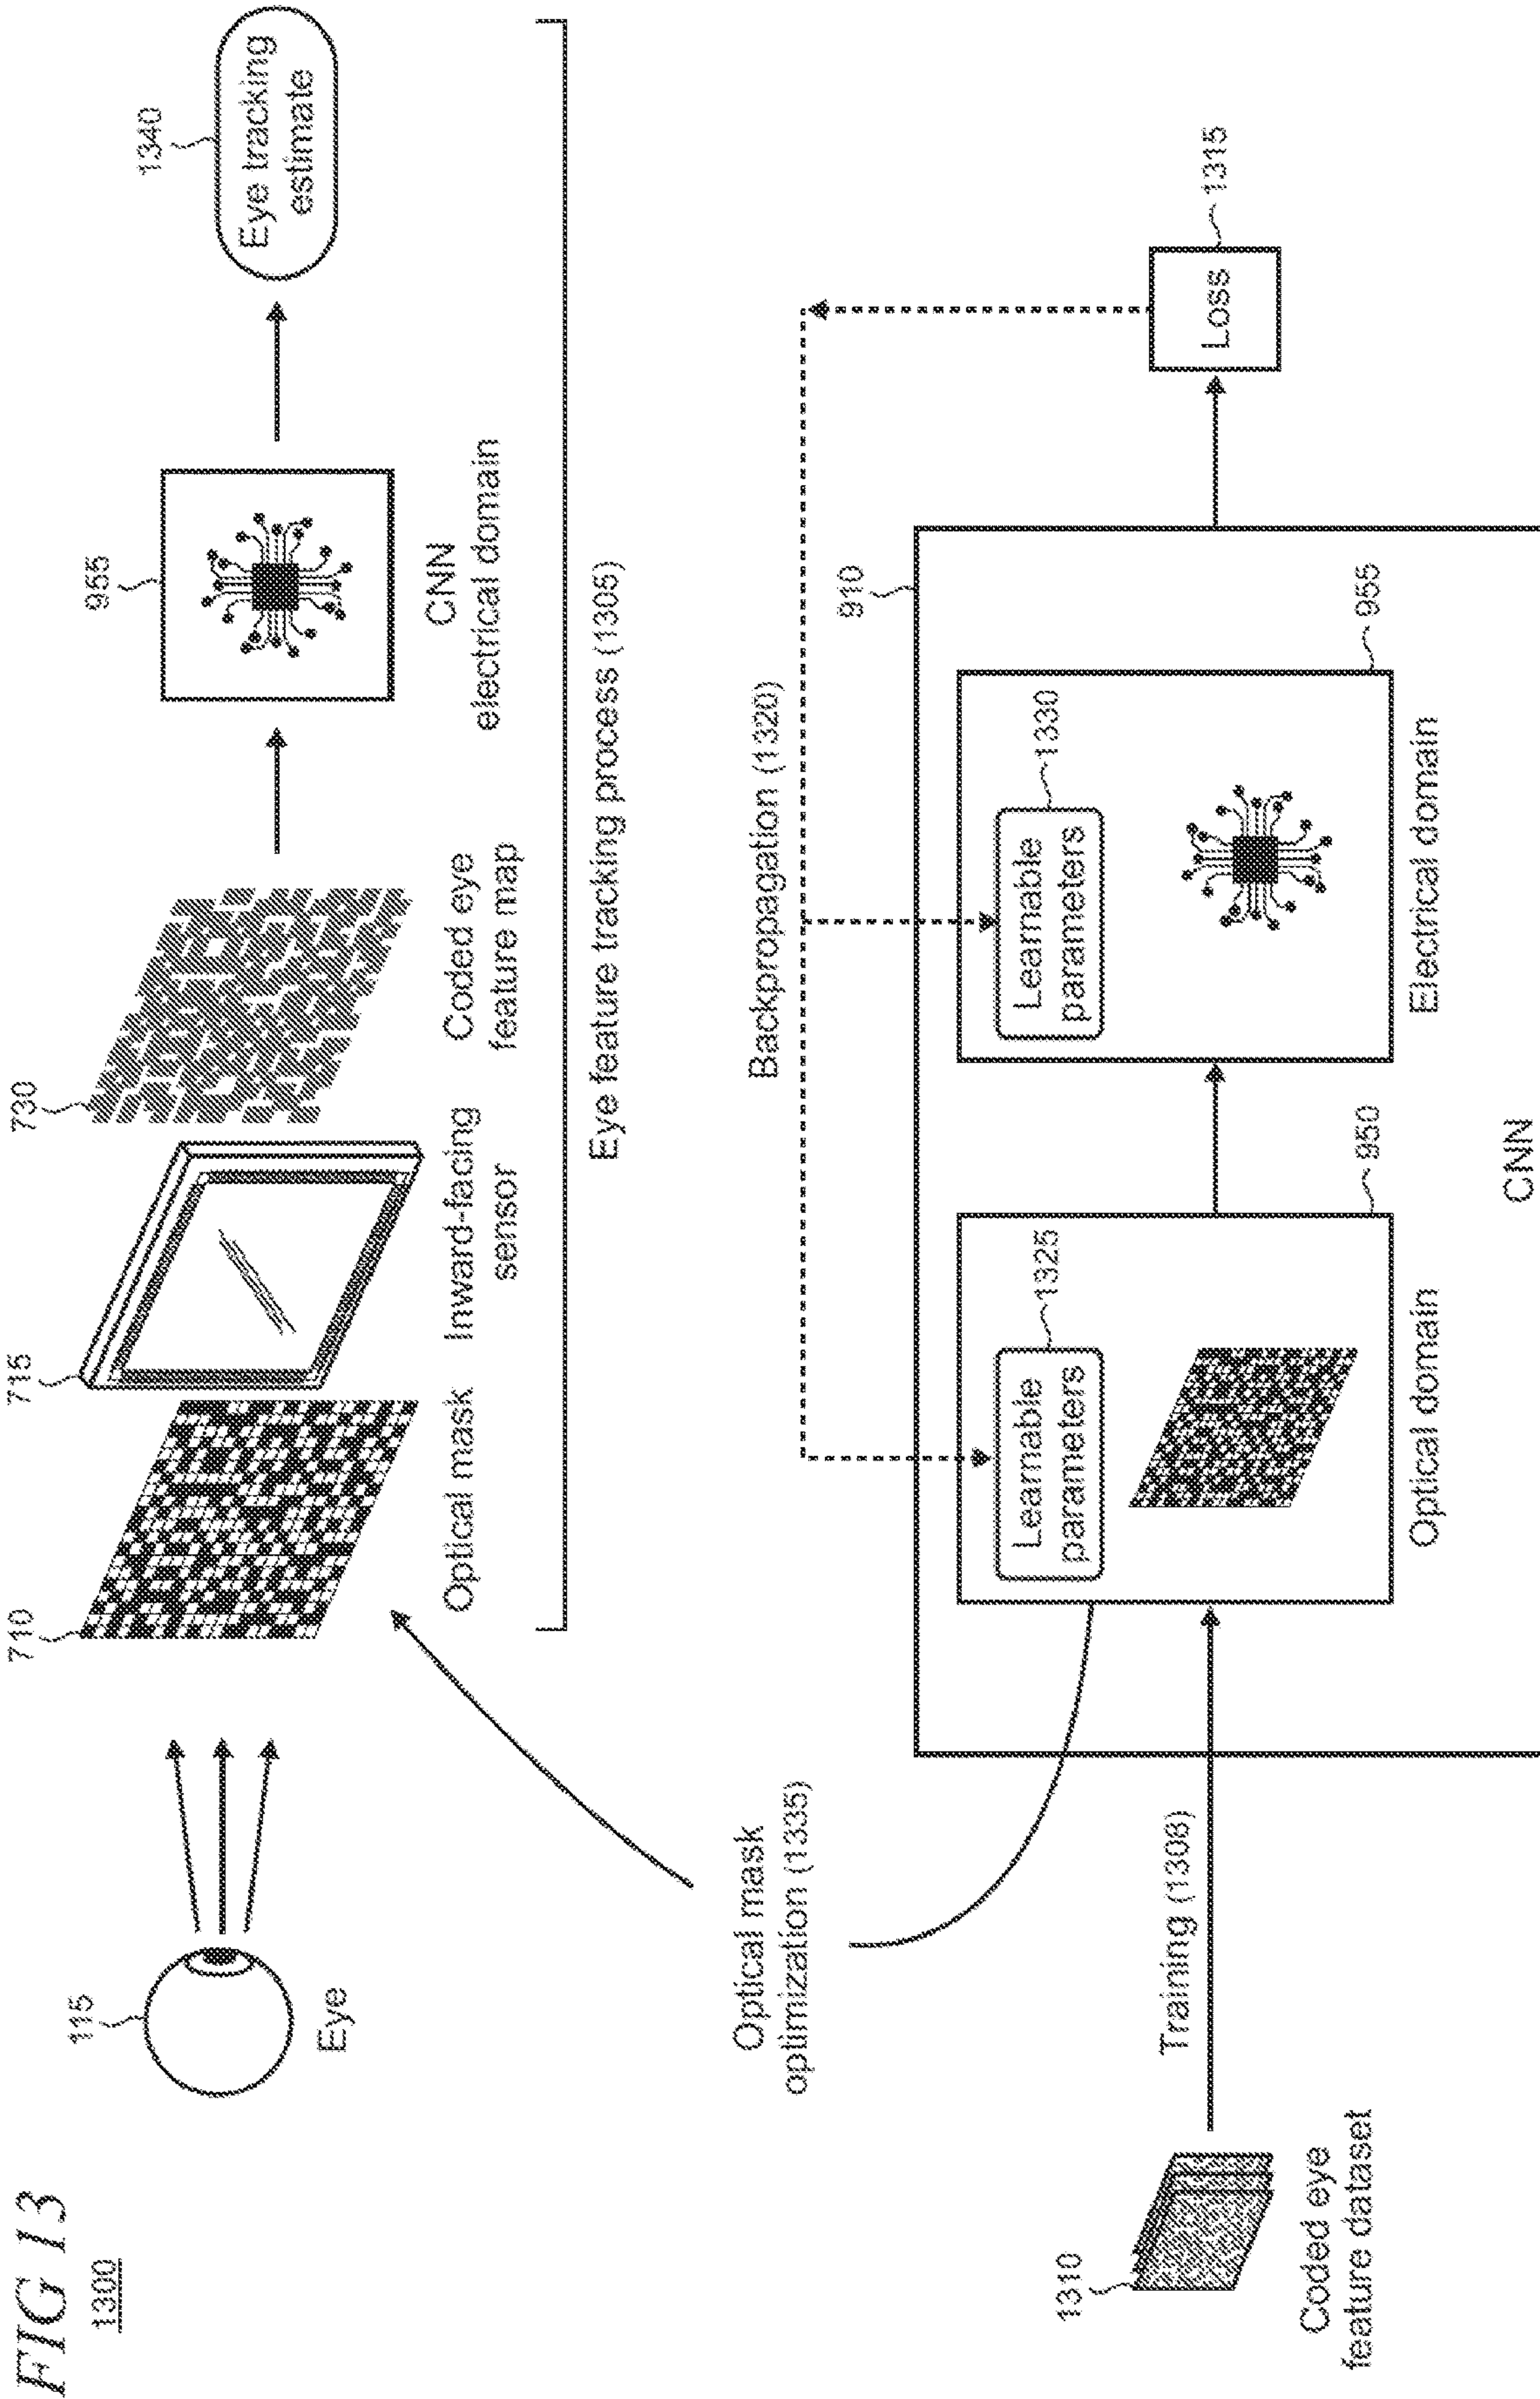 FIG 13
1300
115
Eye
710
Optical mask
715
Inward-facing
sensor
730
Coded eye
feature map
955
CNN
electrical domain
1340
Eye tracking
estimate
Eye feature tracking process (1305)
Optical mask
optimization (1335)
Backpropagation (1320)
1310
Coded eye
feature dataset
Training (1308)
910
Learnable
parameters
1325
950
Optical domain
Learnable
parameters
1330
955
Electrical domain
CNN
Loss
1315